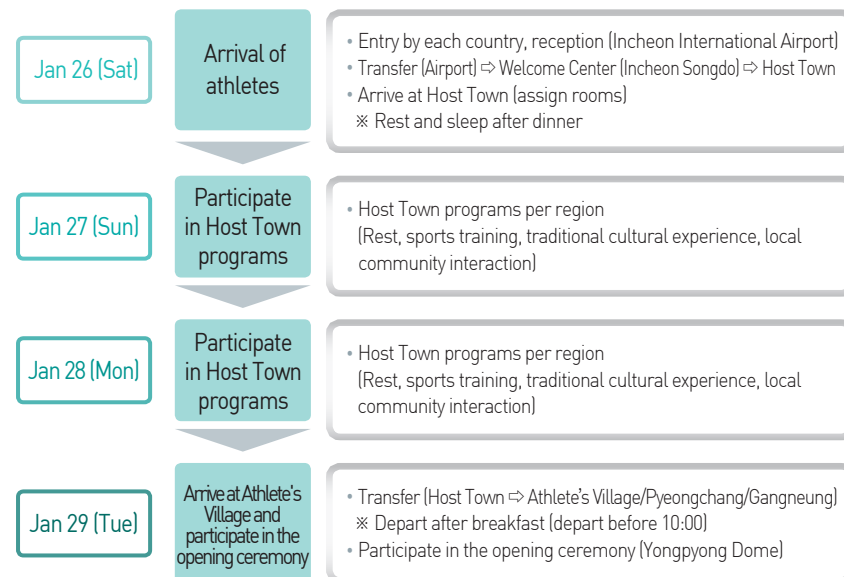 Jan 26 (Sat)
Arrival of
athletes
• Entry by each country, reception (Incheon International Airport)
• Transfer (Airport) ⇨ Welcome Center (Incheon Songdo) ⇨ Host Town
• Arrive at Host Town (assign rooms)
※ Rest and sleep after dinner
Jan 27 (Sun)
Participate
in Host Town
programs
• Host Town programs per region
(Rest, sports training, traditional cultural experience, local
community interaction)
Jan 28 (Mon)
Participate
in Host Town
programs
• Host Town programs per region
(Rest, sports training, traditional cultural experience, local
community interaction)
Jan 29 (Tue)
Arrive at Athlete's
Village and
participate in the
opening ceremony
• Transfer (Host Town ⇨ Athlete’s Village/Pyeongchang/Gangneung)
※ Depart after breakfast (depart before 10:00)
• Participate in the opening ceremony (Yongpyong Dome)